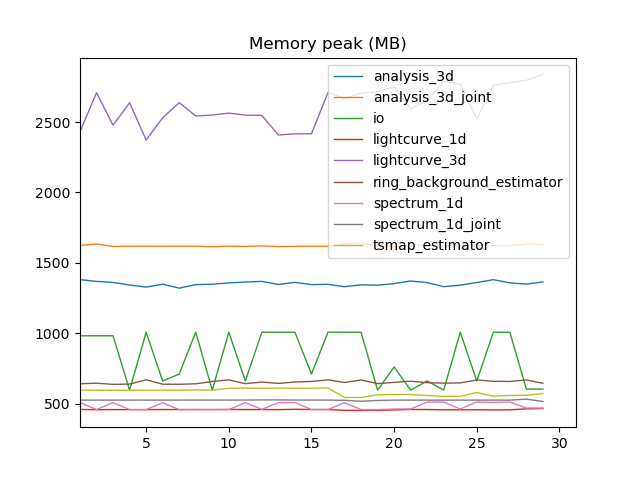 Memory peak (MB)
analysis_3d
analysis_3d_joint
io
lightcurve_1d
lightcurve_3d
ring_background_estimator
spectrum_1d
spectrum_1d_joint
tsmap_estimator
2500
2000
1500
1000
500
5 10 15 20 25 30